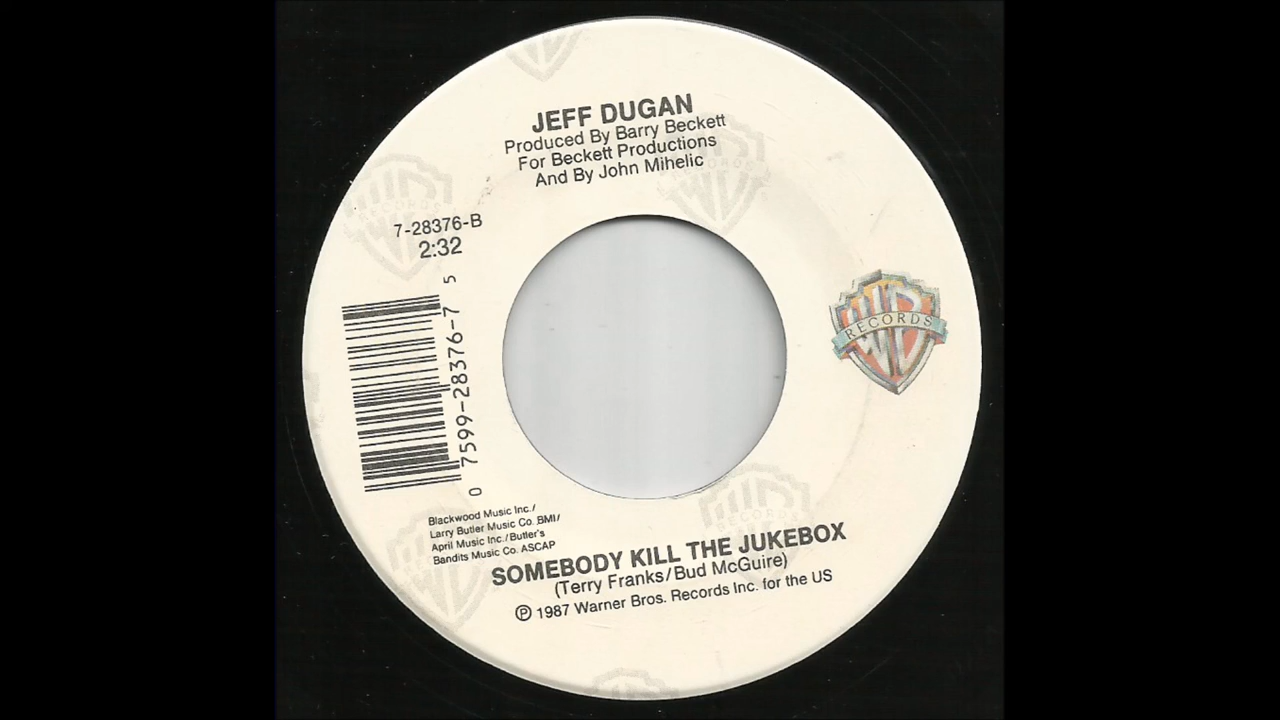 JEFF DUGAN
Produced By Barry Beckett
For Beckett Productions
And By John Mihelic
7-28376-B
2:32
0 7599-28376-7 5
WB
RECORDS
Blackwood Music Inc./
Larry Butler Music Co. BMI/
April Music Inc./Butler's
Bandits Music Co. ASCAP
SOMEBODY KILL THE JUKEBOX
(Terry Franks/Bud McGuire)
Ⓟ 1987 Warner Bros. Records Inc. for the US